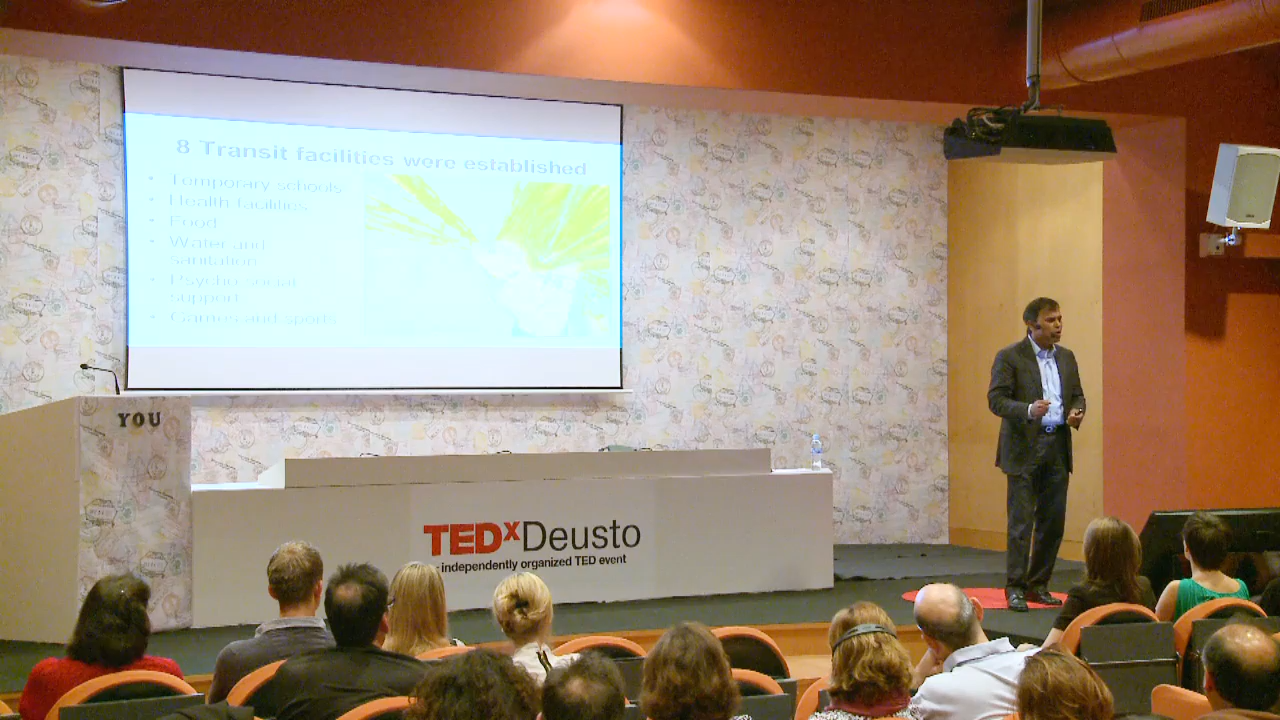 8 Transit facilities were established
• Temporary schools
• Health facilities
• Food
• Water and
sanitation
• Psycho social
support
• Games and sports
YOU
TEDxDeusto
independently organized TED event